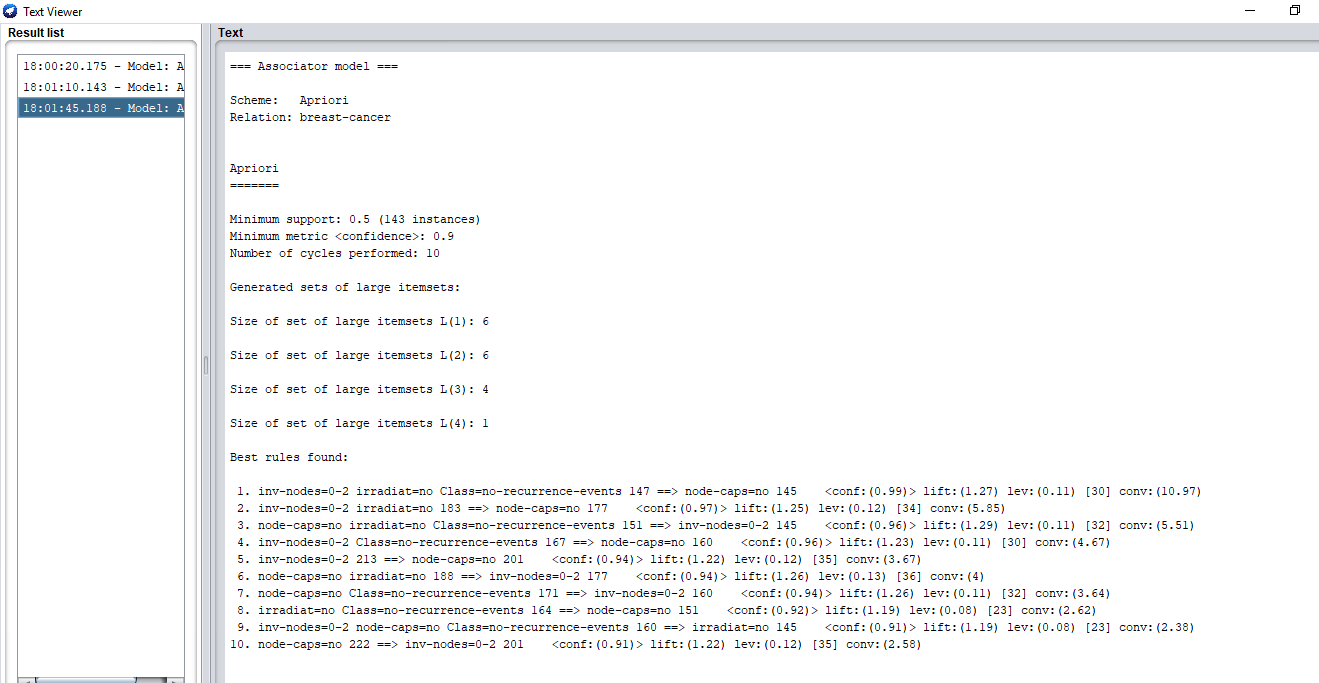 Text Viewer
Result list
18:00:20.175 - Model: A
18:01:10.143 - Model: A
18:01:45.188 - Model: A
Text
=== Associator model ===
Scheme:   Apriori
Relation: breast-cancer
Apriori
=======
Minimum support: 0.5 (143 instances)
Minimum metric <confidence>: 0.9
Number of cycles performed: 10
Generated sets of large itemsets:
Size of set of large itemsets L(1): 6
Size of set of large itemsets L(2): 6
Size of set of large itemsets L(3): 4
Size of set of large itemsets L(4): 1
Best rules found:
1. inv-nodes=0-2 irradiat=no Class=no-recurrence-events 147 ==> node-caps=no 145    <conf:(0.99)> lift:(1.27) lev:(0.11) [30] conv:(10.97)
2. inv-nodes=0-2 irradiat=no 183 ==> node-caps=no 177    <conf:(0.97)> lift:(1.25) lev:(0.12) [34] conv:(5.85)
3. node-caps=no irradiat=no Class=no-recurrence-events 151 ==> inv-nodes=0-2 145    <conf:(0.96)> lift:(1.29) lev:(0.11) [32] conv:(5.51)
4. inv-nodes=0-2 Class=no-recurrence-events 167 ==> node-caps=no 160    <conf:(0.96)> lift:(1.23) lev:(0.11) [30] conv:(4.67)
5. inv-nodes=0-2 213 ==> node-caps=no 201    <conf:(0.94)> lift:(1.22) lev:(0.12) [35] conv:(3.67)
6. node-caps=no irradiat=no 188 ==> inv-nodes=0-2 177    <conf:(0.94)> lift:(1.26) lev:(0.13) [36] conv:(4)
7. node-caps=no Class=no-recurrence-events 171 ==> inv-nodes=0-2 160    <conf:(0.94)> lift:(1.26) lev:(0.11) [32] conv:(3.64)
8. irradiat=no Class=no-recurrence-events 164 ==> node-caps=no 151    <conf:(0.92)> lift:(1.19) lev:(0.08) [23] conv:(2.62)
9. inv-nodes=0-2 node-caps=no Class=no-recurrence-events 160 ==> irradiat=no 145    <conf:(0.91)> lift:(1.19) lev:(0.08) [23] conv:(2.38)
10. node-caps=no 222 ==> inv-nodes=0-2 201    <conf:(0.91)> lift:(1.22) lev:(0.12) [35] conv:(2.58)